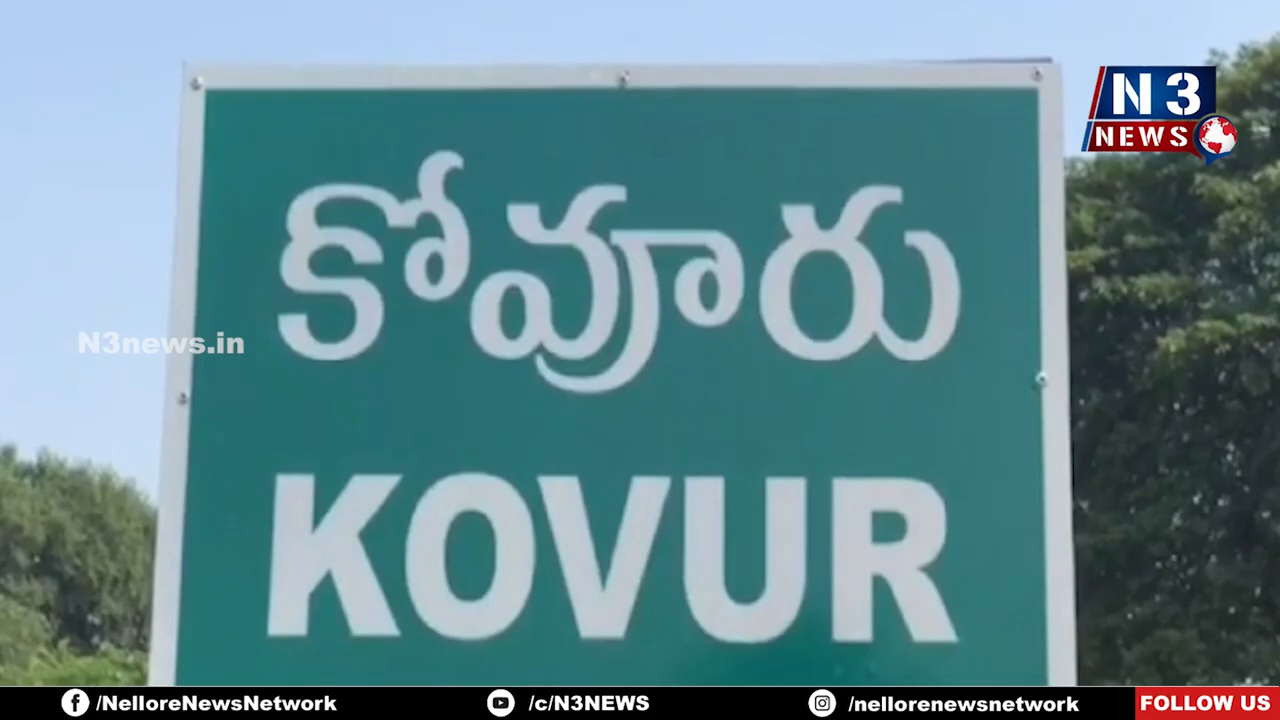 N3
NEWS
కోవూరు
N3news.in
KOVUR
/NelloreNewsNetwork
/c/N3NEWS
/nellorenewsnetwork
FOLLOW US